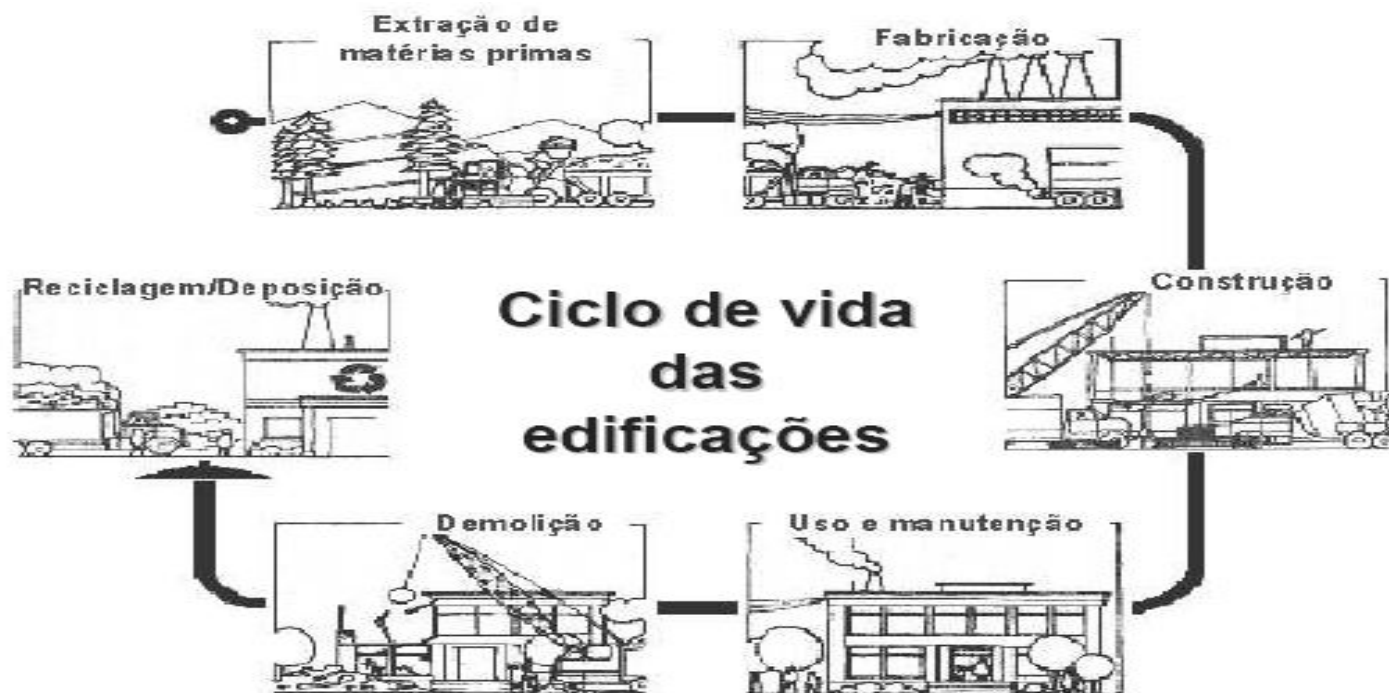 Extração de
matérias primas
Fabricação
Reciclagem/Deposição
Ciclo de vida
das
edificações
Construção
Demolição
Uso e manutenção